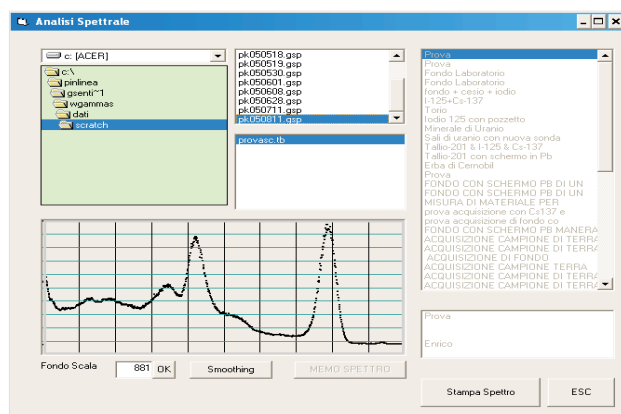 Analisi Spettrale
c: [ACER]
c:\
pinlinea
gsenti~1
wgammas
dati
scratch
pk050518.gsp
pk050519.gsp
pk050530.gsp
pk050601.gsp
pk050608.gsp
pk050628.gsp
pk050711.gsp
pk050811.gsp
provasc.tb
Prova
Prova
Fondo Laboratorio
Fondo Laboratorio
fondo + cesio + iodio
I-125+Cs-137
Torio
Iodio 125 con pozzetto
Minerale di Uranio
Sali di uranio con nuova sonda
Tallio-201 & I-125 & Cs-137
Tallio-201 con schermo in Pb
Erba di Cernobil
Prova
FONDO CON SCHERMO PB DI UN
FONDO CON SCHERMO PB DI UN
MISURA DI MATERIALE PER
prova acquisizione con Cs137 e
prova acquisizione di fondo co
FONDO CON SCHERMO PB MANERA
ACQUISIZIONE CAMPIONE DI TERRA
ACQUISIZIONE DI FONDO
ACQUISIZIONE CAMPIONE TERRA
ACQUISIZIONE CAMPIONE DI TERRA
ACQUISIZIONE CAMPIONE DI TERRA
Prova
Enrico
Fondo Scala
881
OK
Smoothing
MEMO SPETTRO
Stampa Spettro
ESC